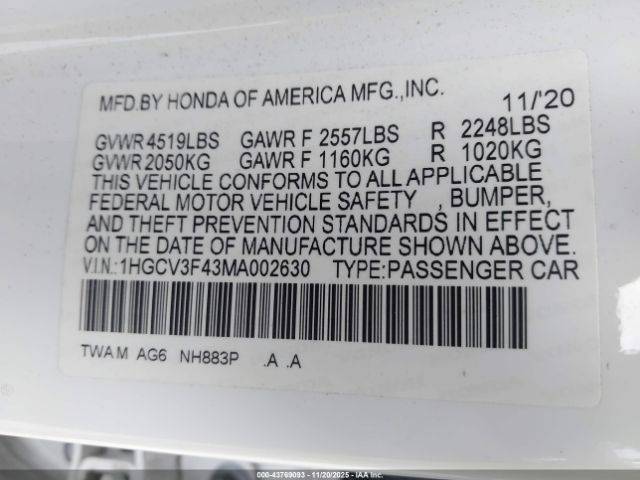 MFD.BY HONDA OF AMERICA MFG.,INC. 11/'20
GVWR 4519LBS GAWR F 2557LBS R 2248LBS
GVWR 2050KG GAWR F 1160KG R 1020KG
THIS VEHICLE CONFORMS TO ALL APPLICABLE
FEDERAL MOTOR VEHICLE SAFETY , BUMPER,
AND THEFT PREVENTION STANDARDS IN EFFECT
ON THE DATE OF MANUFACTURE SHOWN ABOVE.
V.I.N.:1HGCV3F43MA002630 TYPE:PASSENGER CAR
TWAM AG6 NH883P .A .A
000-43769093 - 11/20/2025 - IAA Inc.